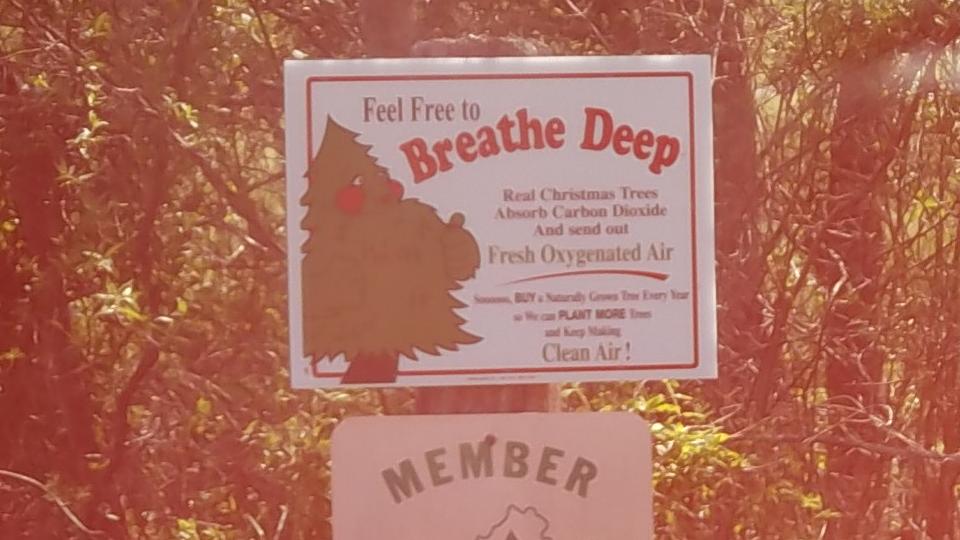 Feel Free to
Breathe Deep
Real Christmas Trees
Absorb Carbon Dioxide
And send out
Fresh Oxygenated Air
Sooooo, BUY a Naturally Grown Tree Every Year
so We can PLANT MORE Trees
and Keep Making
Clean Air!
MEMBER